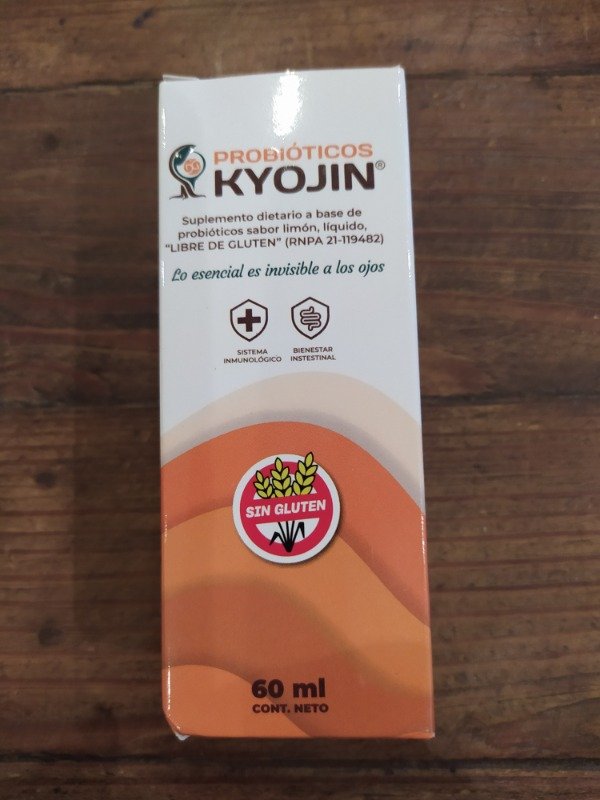 PROBIÓTICOS
KYOJIN®
Suplemento dietario a base de
probióticos sabor limón, líquido,
"LIBRE DE GLUTEN" (RNPA 21-119482)
Lo esencial es invisible a los ojos
SISTEMA
INMUNOLÓGICO
BIENESTAR
INSTESTINAL
SIN GLUTEN
60 ml
CONT. NETO